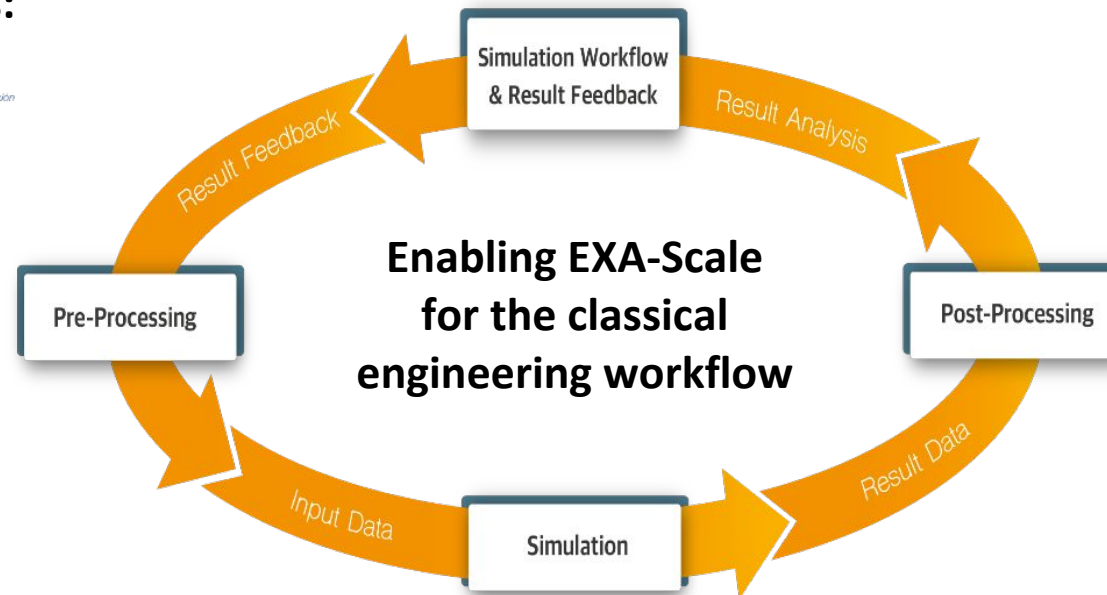 :
ión
Simulation Workflow
& Result Feedback
Result Feedback
Result Analysis
Enabling EXA-Scale
for the classical
engineering workflow
Pre-Processing
Post-Processing
Input Data
Result Data
Simulation